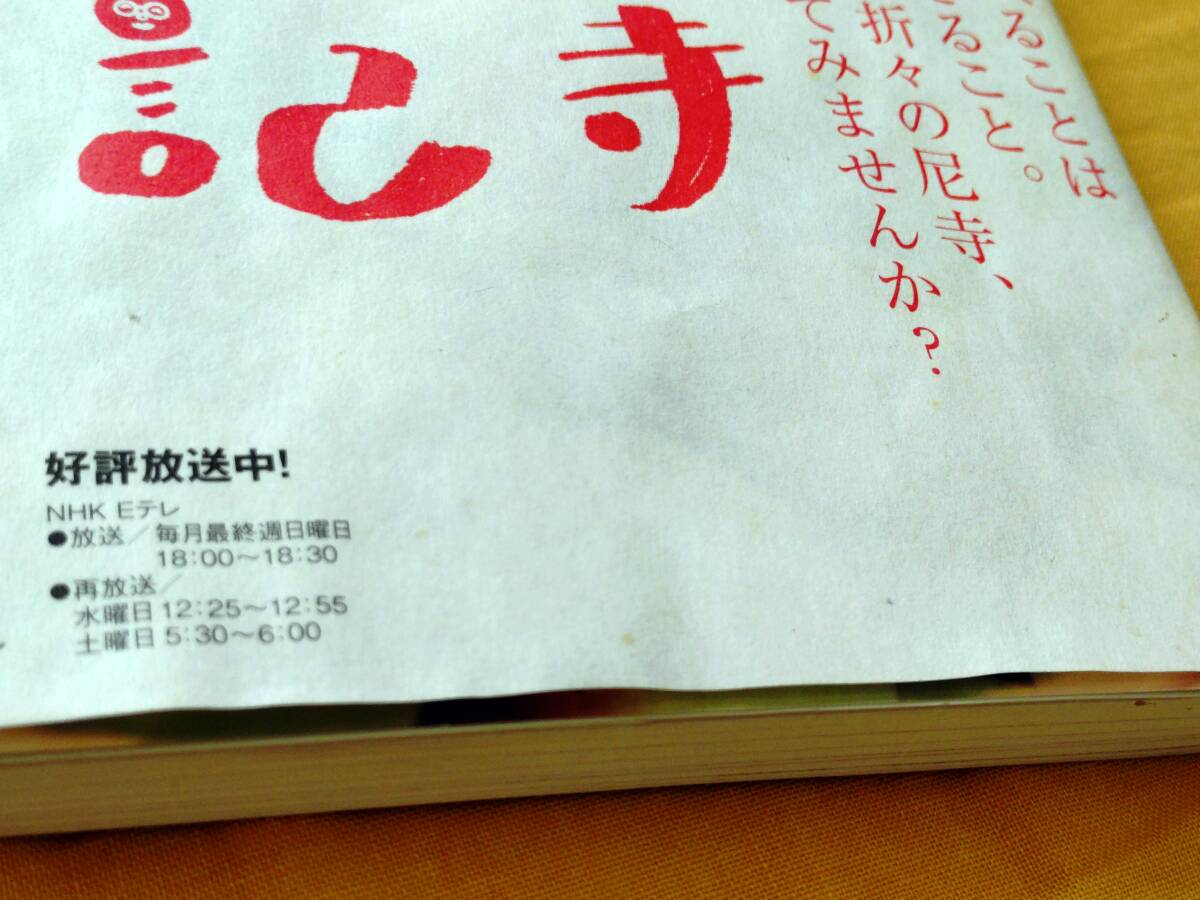 ることは
ること。
折々の尼寺、
てみませんか?
寺
記
好評放送中!
NHK Eテレ
●放送/毎月最終週日曜日
18:00〜18:30
●再放送/
水曜日12:25〜12:55
土曜日5:30〜6:00